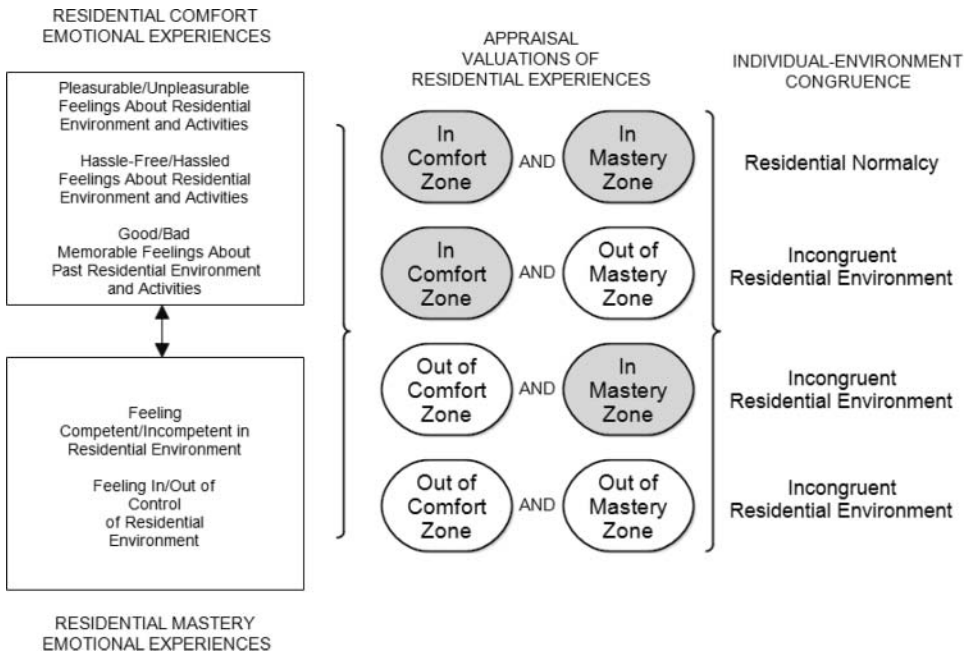 RESIDENTIAL COMFORT
EMOTIONAL EXPERIENCES
Pleasurable/Unpleasurable
Feelings About Residential
Environment and Activities
Hassle-Free/Hassled
Feelings About Residential
Environment and Activities
Good/Bad
Memorable Feelings About
Past Residential Environment
and Activities
Feeling
Competent/Incompetent in
Residential Environment
Feeling In/Out of
Control
of Residential
Environment
RESIDENTIAL MASTERY
EMOTIONAL EXPERIENCES
APPRAISAL
VALUATIONS OF
RESIDENTIAL EXPERIENCES
In
Comfort
Zone
AND
In
Mastery
Zone
In
Comfort
Zone
AND
Out of
Mastery
Zone
Out of
Comfort
Zone
AND
In
Mastery
Zone
Out of
Comfort
Zone
AND
Out of
Mastery
Zone
INDIVIDUAL-ENVIRONMENT
CONGRUENCE
Residential Normalcy
Incongruent
Residential Environment
Incongruent
Residential Environment
Incongruent
Residential Environment